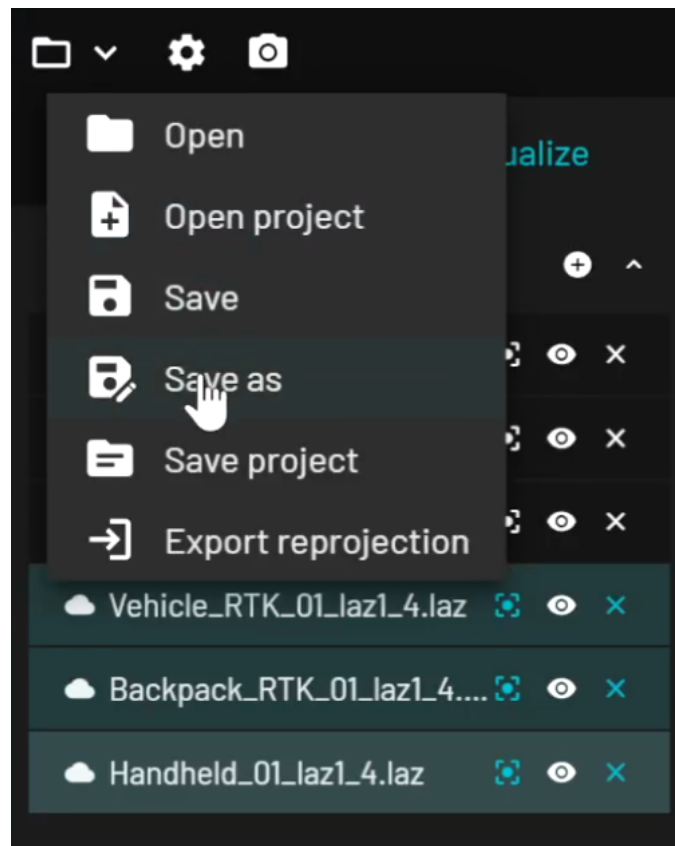 Open
ualize
Open project
Save
Save as
Save project
Export reprojection
Vehicle_RTK_01_laz1_4.laz
Backpack_RTK_01_laz1_4....
Handheld_01_laz1_4.laz